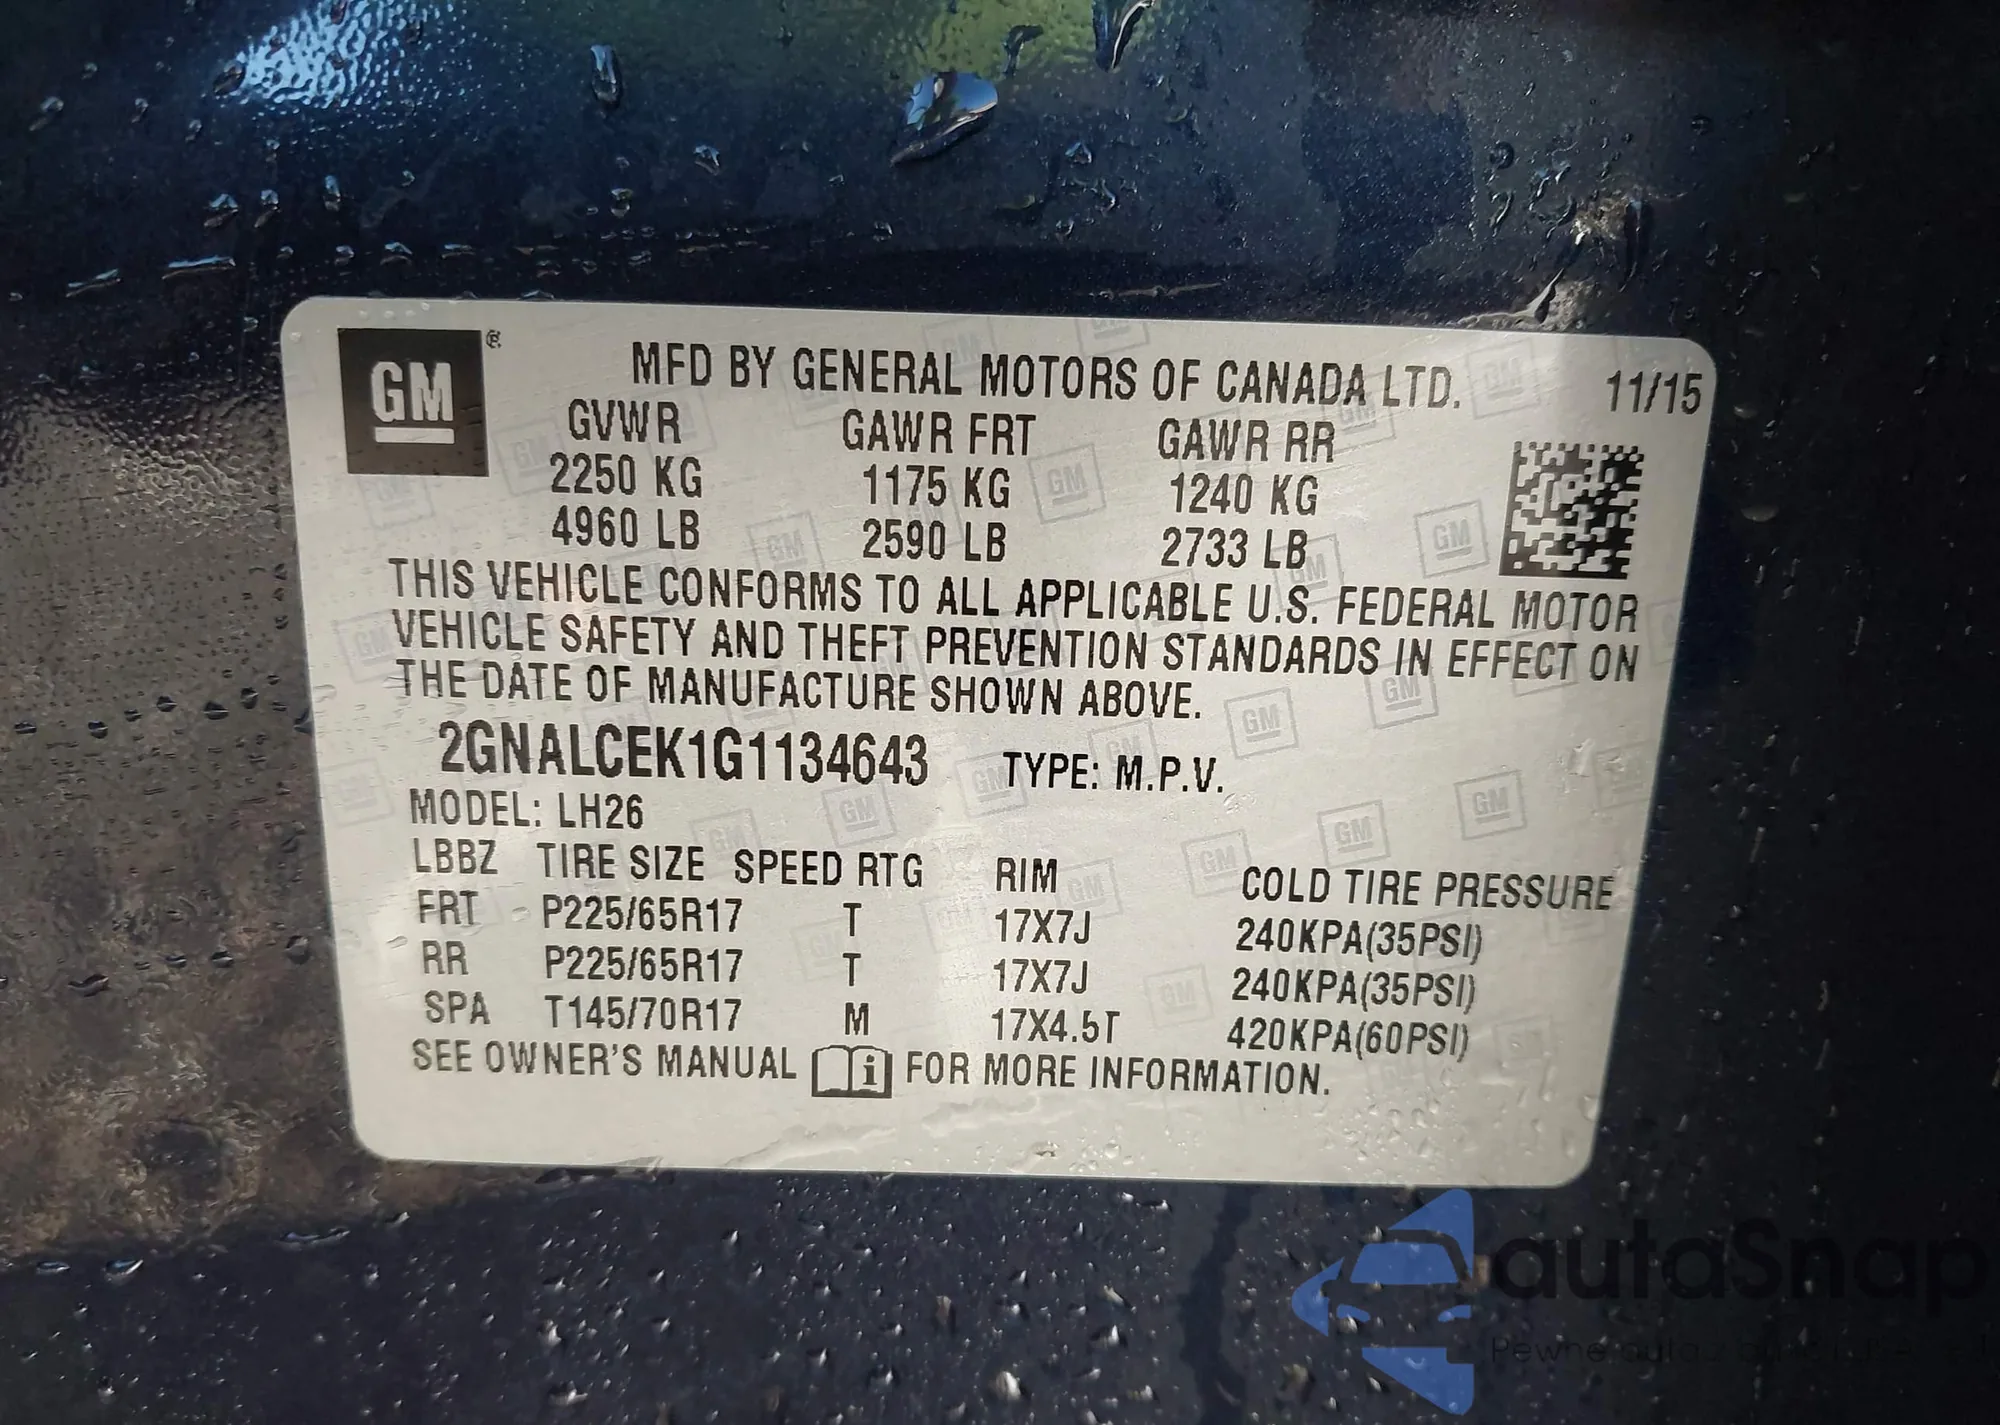 GM ®
MFD BY GENERAL MOTORS OF CANADA LTD. 11/15
GVWR GAWR FRT GAWR RR
2250 KG 1175 KG 1240 KG
4960 LB 2590 LB 2733 LB
THIS VEHICLE CONFORMS TO ALL APPLICABLE U.S. FEDERAL MOTOR
VEHICLE SAFETY AND THEFT PREVENTION STANDARDS IN EFFECT ON
THE DATE OF MANUFACTURE SHOWN ABOVE.
2GNALCEK1G1134643 TYPE: M.P.V.
MODEL: LH26
LBBZ TIRE SIZE SPEED RTG RIM COLD TIRE PRESSURE
FRT P225/65R17 T 17X7J 240KPA(35PSI)
RR P225/65R17 T 17X7J 240KPA(35PSI)
SPA T145/70R17 M 17X4.5T 420KPA(60PSI)
SEE OWNER'S MANUAL i FOR MORE INFORMATION.
autoSnap
Pewne auta z